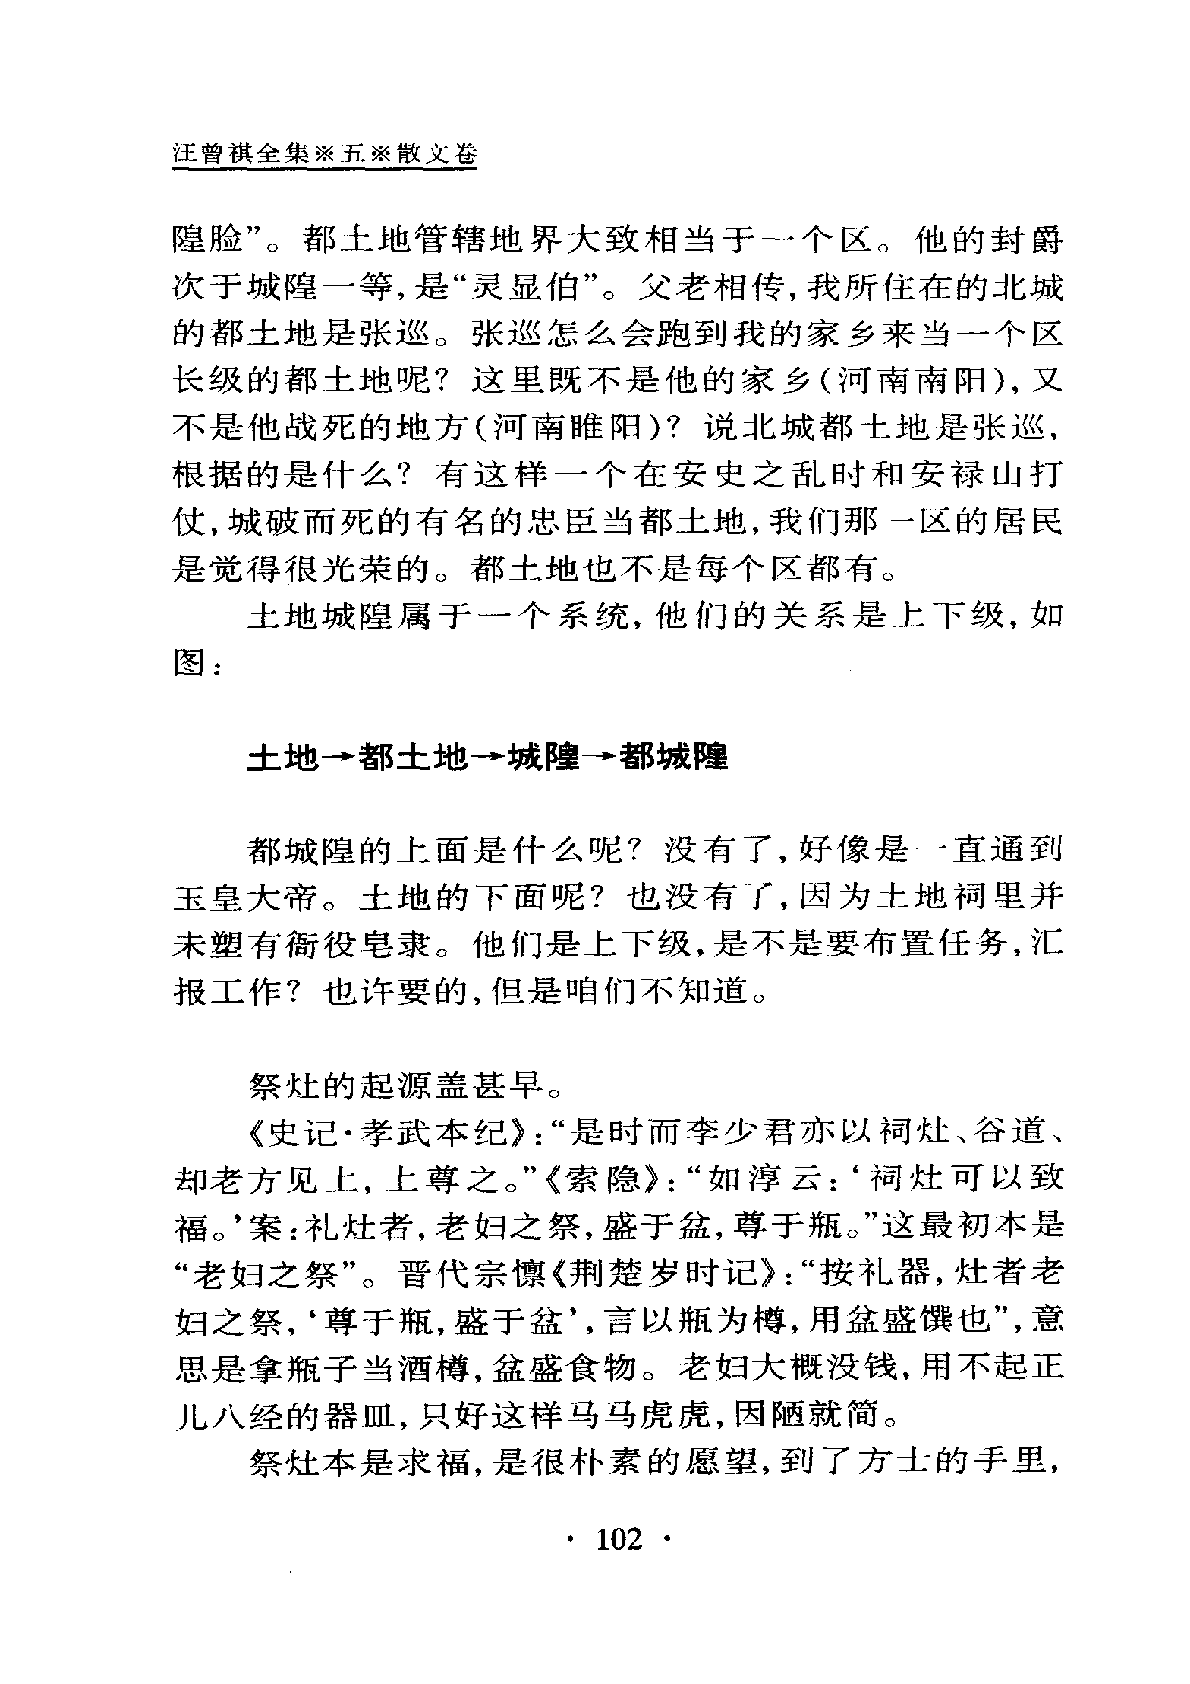 汪曾祺全集※五※散文卷
隍脸”。都土地管辖地界大致相当于一个区。他的封爵
次于城隍一等,是“灵显伯”。父老相传,我所住在的北城
的都土地是张巡。张巡怎么会跑到我的家乡来当一个区
长级的都土地呢?这里既不是他的家乡(河南南阳),又
不是他战死的地方(河南睢阳)?说北城都土地是张巡,
根据的是什么?有这样一个在安史之乱时和安禄山打
仗,城破而死的有名的忠臣当都土地,我们那一区的居民
是觉得很光荣的。都土地也不是每个区都有。
土地城隍属于一个系统,他们的关系是上下级,如
图:
土地→都土地→城隍→都城隍
都城隍的上面是什么呢?没有了,好像是一直通到
玉皇大帝。土地的下面呢?也没有了,因为土地祠里并
未塑有衙役皂隶。他们是上下级,是不是要布置任务,汇
报工作?也许要的,但是咱们不知道。
祭灶的起源盖甚早。
《史记·孝武本纪》:“是时而李少君亦以祠灶、谷道、
却老方见上,上尊之。”《索隐》:“如淳云:‘祠灶可以致
福。’案:礼灶者,老妇之祭,盛于盆,尊于瓶。”这最初本是
“老妇之祭”。晋代宗懔《荆楚岁时记》:“按礼器,灶者老
妇之祭,‘尊于瓶,盛于盆’,言以瓶为樽,用盆盛馔也”,意
思是拿瓶子当酒樽,盆盛食物。老妇大概没钱,用不起正
儿八经的器皿,只好这样马马虎虎,因陋就简。
祭灶本是求福,是很朴素的愿望,到了方士的手里,
· 102 ·